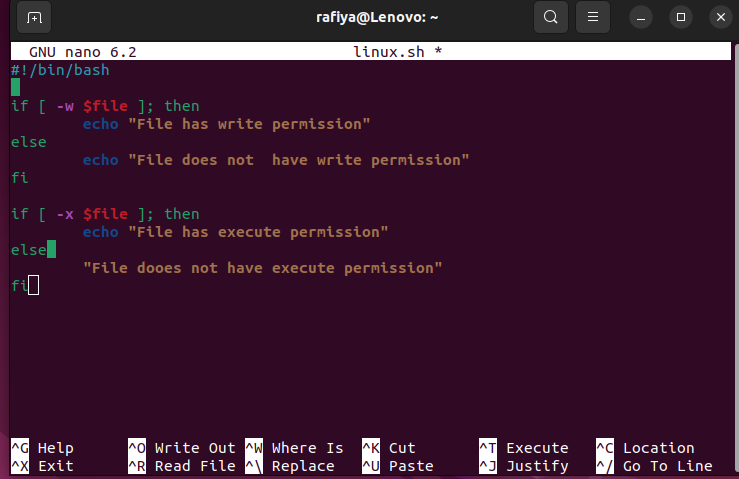 rafiya@Lenovo: ~
GNU nano 6.2 linux.sh *
#!/bin/bash
if [ -w $file ]; then
echo "File has write permission"
else
echo "File does not  have write permission"
fi
if [ -x $file ]; then
echo "File has execute permission"
else
"File dooes not have execute permission"
fi
^G Help ^O Write Out ^W Where Is ^K Cut ^T Execute ^C Location
^X Exit ^R Read File ^\ Replace ^U Paste ^J Justify ^/ Go To Line